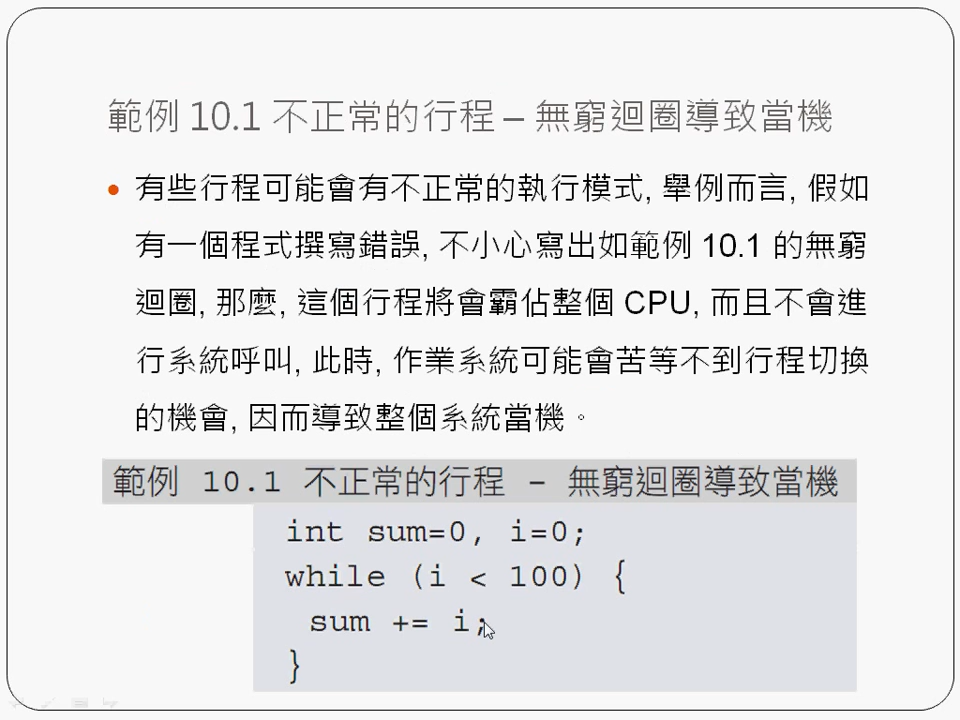 範例 10.1 不正常的行程 – 無窮迴圈導致當機
有些行程可能會有不正常的執行模式, 舉例而言, 假如
有一個程式撰寫錯誤, 不小心寫出如範例 10.1 的無窮
迴圈, 那麼, 這個行程將會霸佔整個 CPU, 而且不會進
行系統呼叫, 此時, 作業系統可能會苦等不到行程切換
的機會, 因而導致整個系統當機。
範例 10.1 不正常的行程 – 無窮迴圈導致當機
int sum=0, i=0;
while (i < 100) {
sum += i;
}